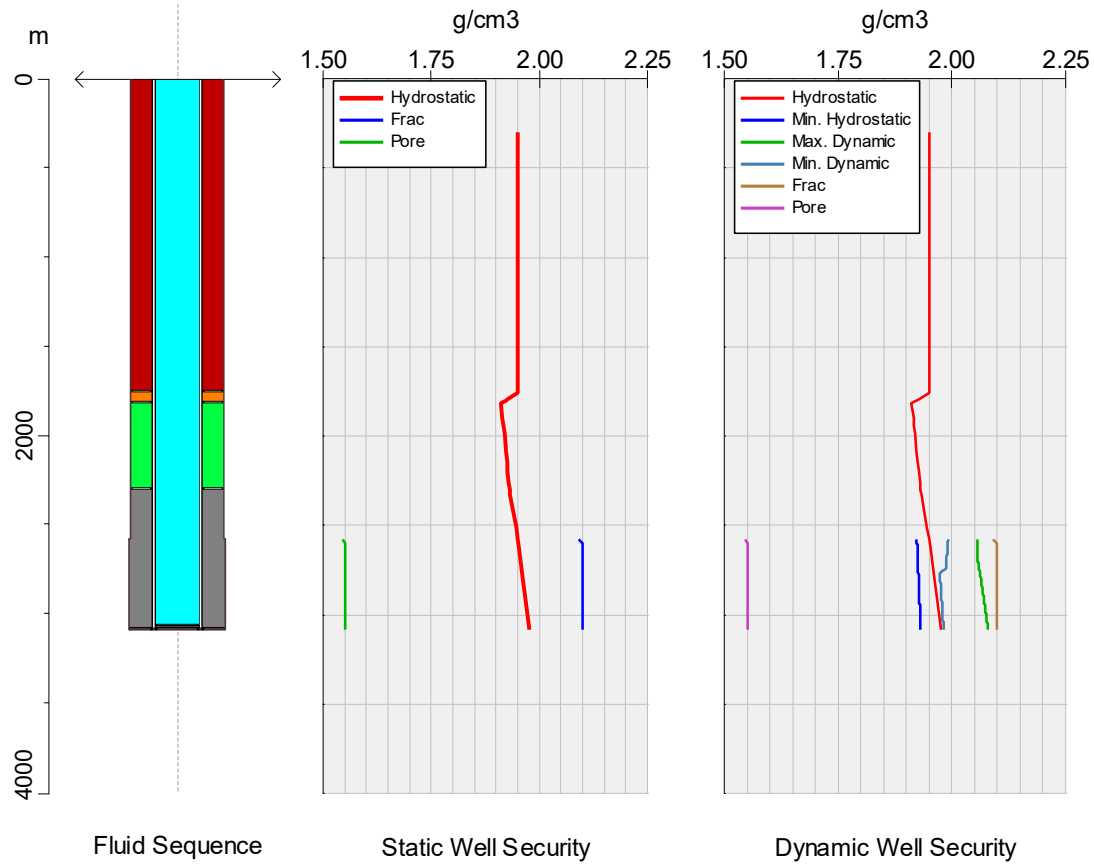 m
0
2000
4000
Fluid Sequence
g/cm3
1.50 1.75 2.00 2.25
Hydrostatic
Frac
Pore
Static Well Security
g/cm3
1.50 1.75 2.00 2.25
Hydrostatic
Min. Hydrostatic
Max. Dynamic
Min. Dynamic
Frac
Pore
Dynamic Well Security